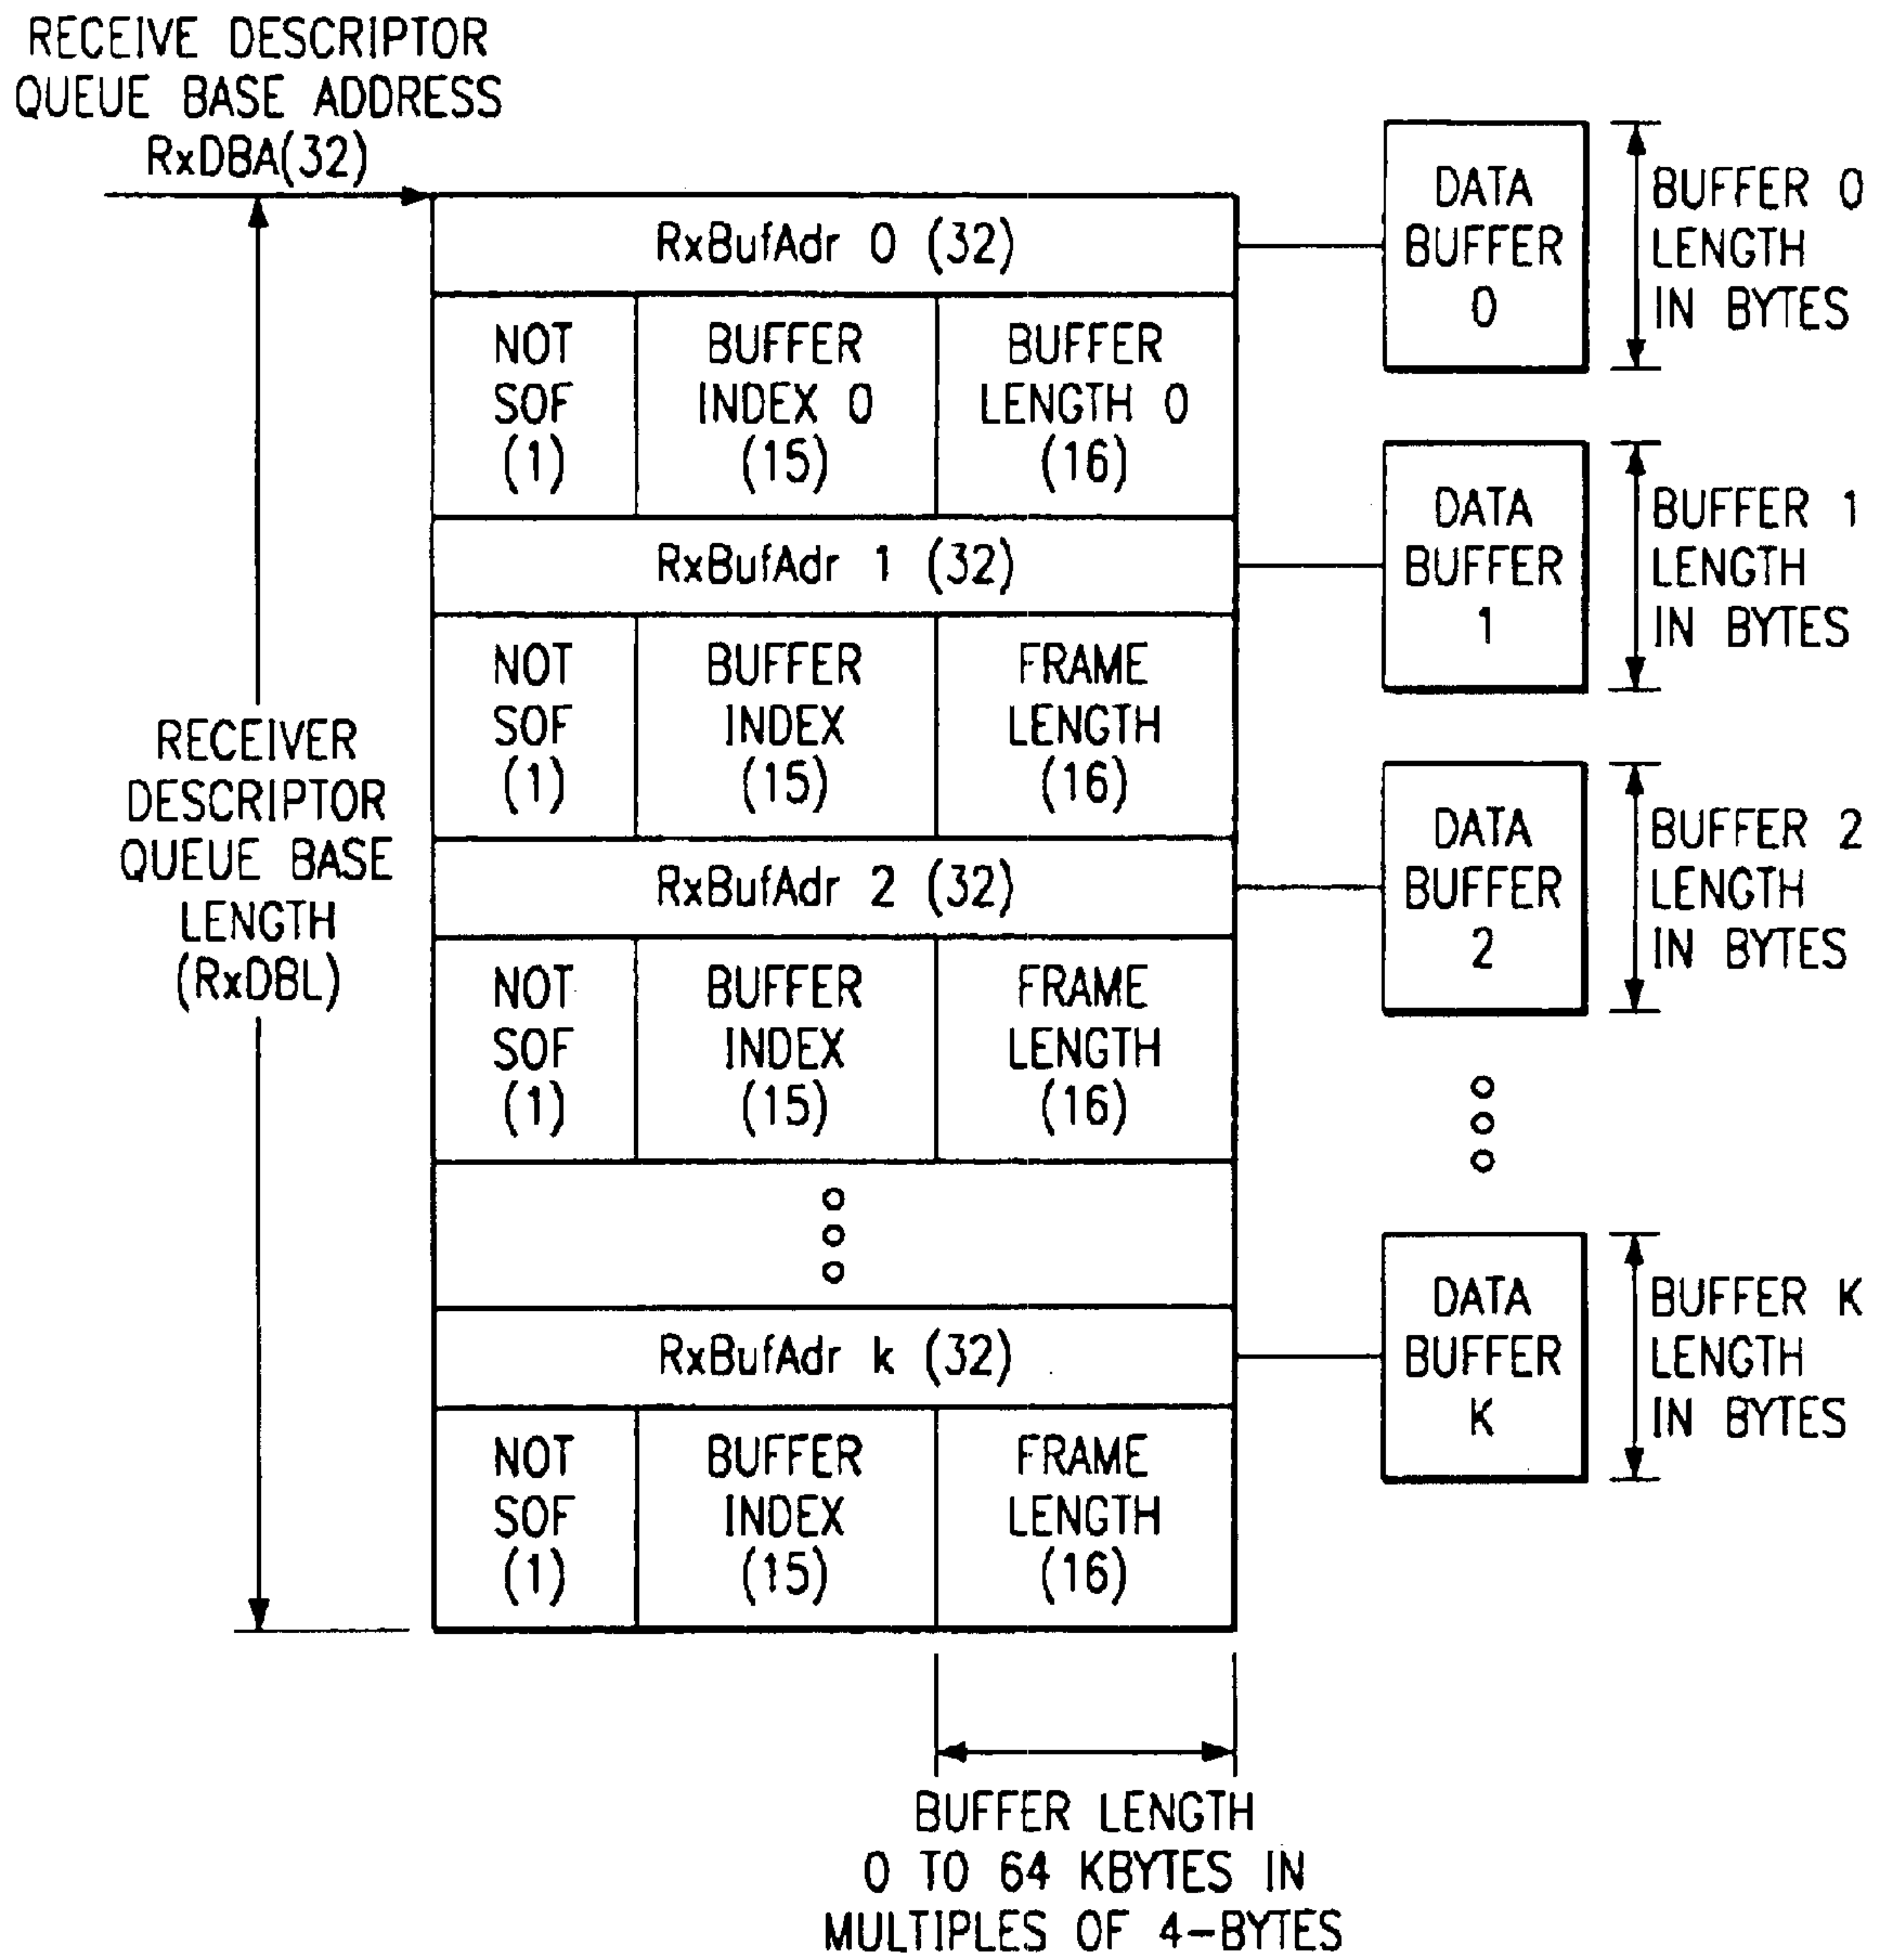 RECEIVE DESCRIPTOR
QUEUE BASE ADDRESS
RxDBA(32)
RxBufAdr 0 (32)
NOT
SOF
(1)
BUFFER
INDEX 0
(15)
BUFFER
LENGTH 0
(16)
DATA
BUFFER
0
BUFFER 0
LENGTH
IN BYTES
RxBufAdr 1 (32)
NOT
SOF
(1)
BUFFER
INDEX
(15)
FRAME
LENGTH
(16)
DATA
BUFFER
1
BUFFER 1
LENGTH
IN BYTES
RECEIVER
DESCRIPTOR
QUEUE BASE
LENGTH
(RxDBL)
RxBufAdr 2 (32)
NOT
SOF
(1)
BUFFER
INDEX
(15)
FRAME
LENGTH
(16)
DATA
BUFFER
2
BUFFER 2
LENGTH
IN BYTES
RxBufAdr k (32)
NOT
SOF
(1)
BUFFER
INDEX
(15)
FRAME
LENGTH
(16)
DATA
BUFFER
K
BUFFER K
LENGTH
IN BYTES
BUFFER LENGTH
0 TO 64 KBYTES IN
MULTIPLES OF 4-BYTES